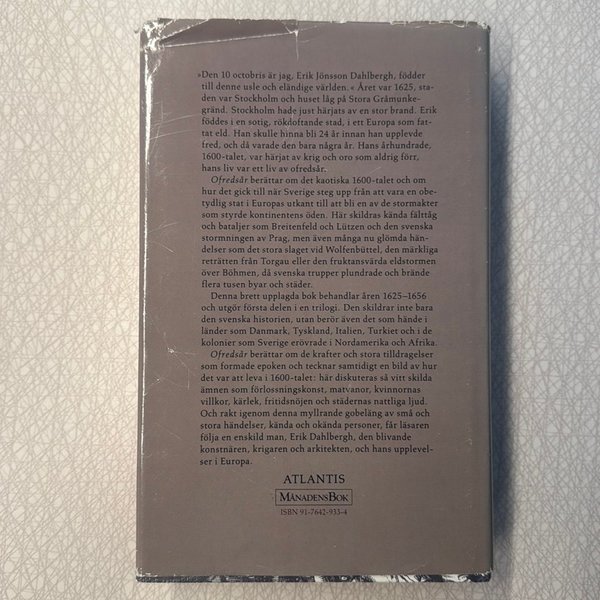 »Den 10 octobris är jag, Erik Jönsson Dahlbergh, födder
till denne usle och eländige världen.« Året var 1625, sta-
den var Stockholm och huset låg på Stora Gråmunke-
gränd. Stockholm hade just härjats av en stor brand. Erik
föddes i en sotig, rökdoftande stad, i ett Europa som fat-
tat eld. Han skulle hinna bli 24 år innan han upplevde
fred, och då varade den bara några år. Hans århundrade,
1600-talet, var härjat av krig och oro som aldrig förr,
hans liv var ett liv av ofredsår.
Ofredsår berättar om det kaotiska 1600-talet och om
hur det gick till när Sverige steg upp från att vara en obe-
tydlig stat i Europas utkant till att bli en av de stormakter
som styrde kontinentens öden. Här skildras kända fälttåg
och bataljer som Breitenfeld och Lützen och den svenska
stormningen av Prag, men även många nu glömda hän-
delser som det stora slaget vid Wolfenbüttel, den märkliga
reträtten från Torgau eller den fruktansvärda eldstormen
över Böhmen, då svenska trupper plundrade och brände
flera tusen byar och städer.
Denna brett upplagda bok behandlar åren 1625–1656
och utgör första delen i en trilogi. Den skildrar inte bara
den svenska historien, utan berör även det som hände i
länder som Danmark, Tyskland, Italien, Turkiet och i de
kolonier som Sverige erövrade i Nordamerika och Afrika.
Ofredsår berättar om de krafter och stora tilldragelser
som formade epoken och tecknar samtidigt en bild av hur
det var att leva i 1600-talet: här diskuteras så vitt skilda
ämnen som förlossningskonst, matvanor, kvinnornas
villkor, kärlek, fritidsnöjen och städernas nattliga ljud.
Och rakt igenom denna myllrande gobeläng av små och
stora händelser, kända och okända personer, får läsaren
följa en enskild man, Erik Dahlbergh, den blivande
konstnären, krigaren och arkitekten, och hans upplevel-
ser i Europa.
ATLANTIS
MÅNADENSBOK
ISBN 91-7642-933-4